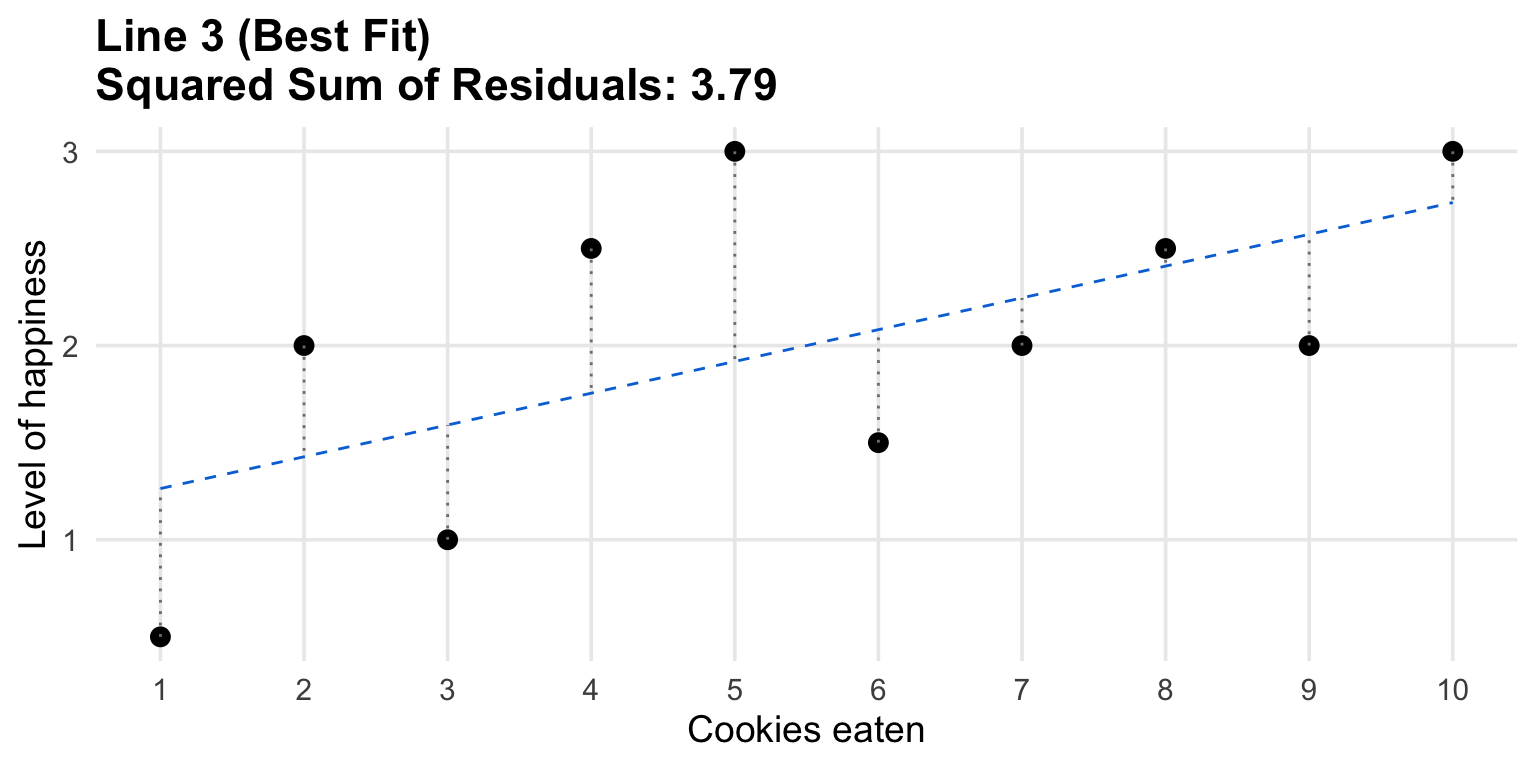 Line 3 (Best Fit)
Squared Sum of Residuals: 3.79
3
2
1
Level of happiness
1 2 3 4 5 6 7 8 9 10
Cookies eaten